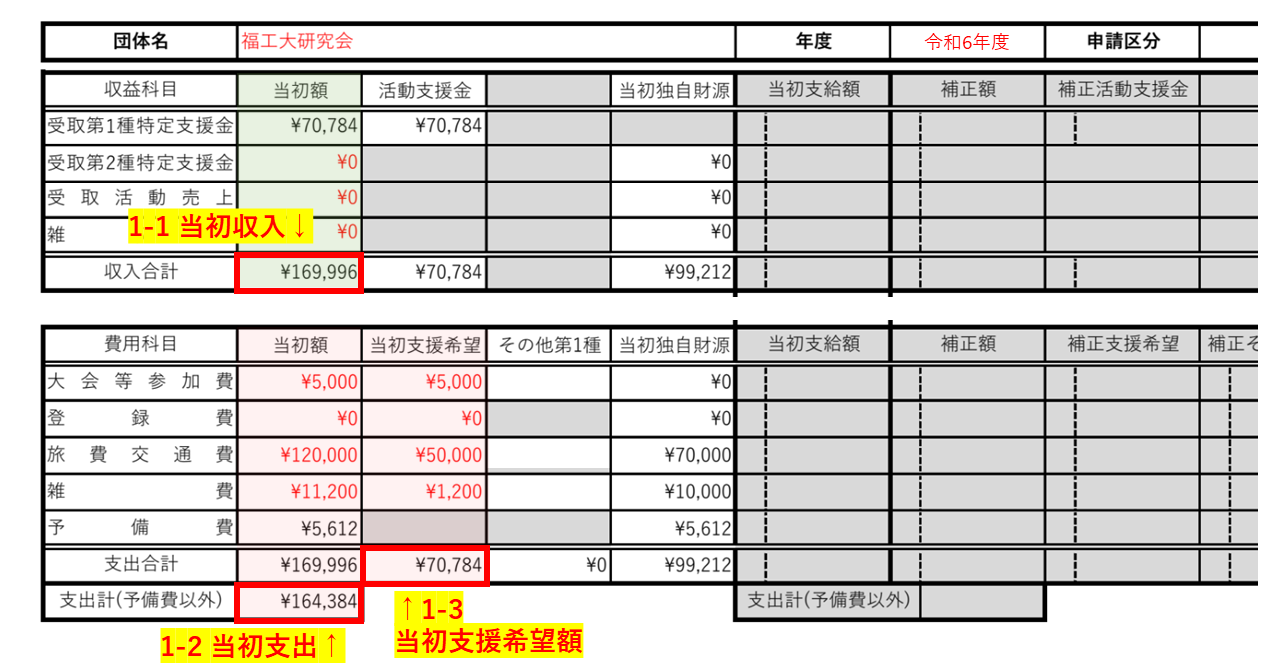 団体名 福工大研究会 年度 令和6年度 申請区分
収益科目 当初額 活動支援金 当初独自財源 当初支給額 補正額 補正活動支援金
受取第1種特定支援金 ¥70,784 ¥70,784
受取第2種特定支援金 ¥0 ¥0
受取活動売上 ¥0 ¥0
1-1 当初収入↓
雑 ¥0 ¥0
収入合計 ¥169,996 ¥70,784 ¥99,212
費用科目 当初額 当初支援希望 その他第1種 当初独自財源 当初支給額 補正額 補正支援希望 補正そ
大会等参加費 ¥5,000 ¥5,000 ¥0
登録費 ¥0 ¥0 ¥0
旅費交通費 ¥120,000 ¥50,000 ¥70,000
雑費 ¥11,200 ¥1,200 ¥10,000
予備費 ¥5,612 ¥5,612
支出合計 ¥169,996 ¥70,784 ¥0 ¥99,212
支出計(予備費以外) ¥164,384 支出計(予備費以外)
↑1-3
当初支援希望額
1-2 当初支出↑